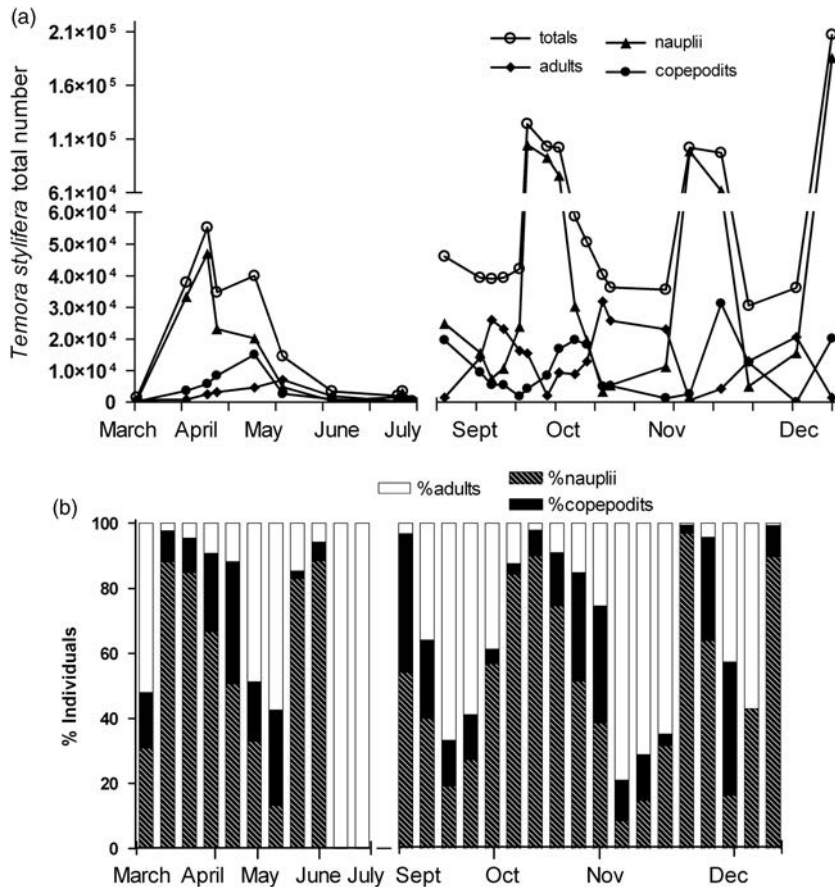 (a)
totals
nauplii
adults
copepodits
Temora stylifera total number
2.1×10⁵
1.6×10⁵
1.1×10⁵
6.1×10⁴
6.0×10⁴
5.0×10⁴
4.0×10⁴
3.0×10⁴
2.0×10⁴
1.0×10⁴
0
March April May June July Sept Oct Nov Dec
(b)
%adults
%nauplii
%copepodits
% Individuals
100
80
60
40
20
0
March April May June July Sept Oct Nov Dec